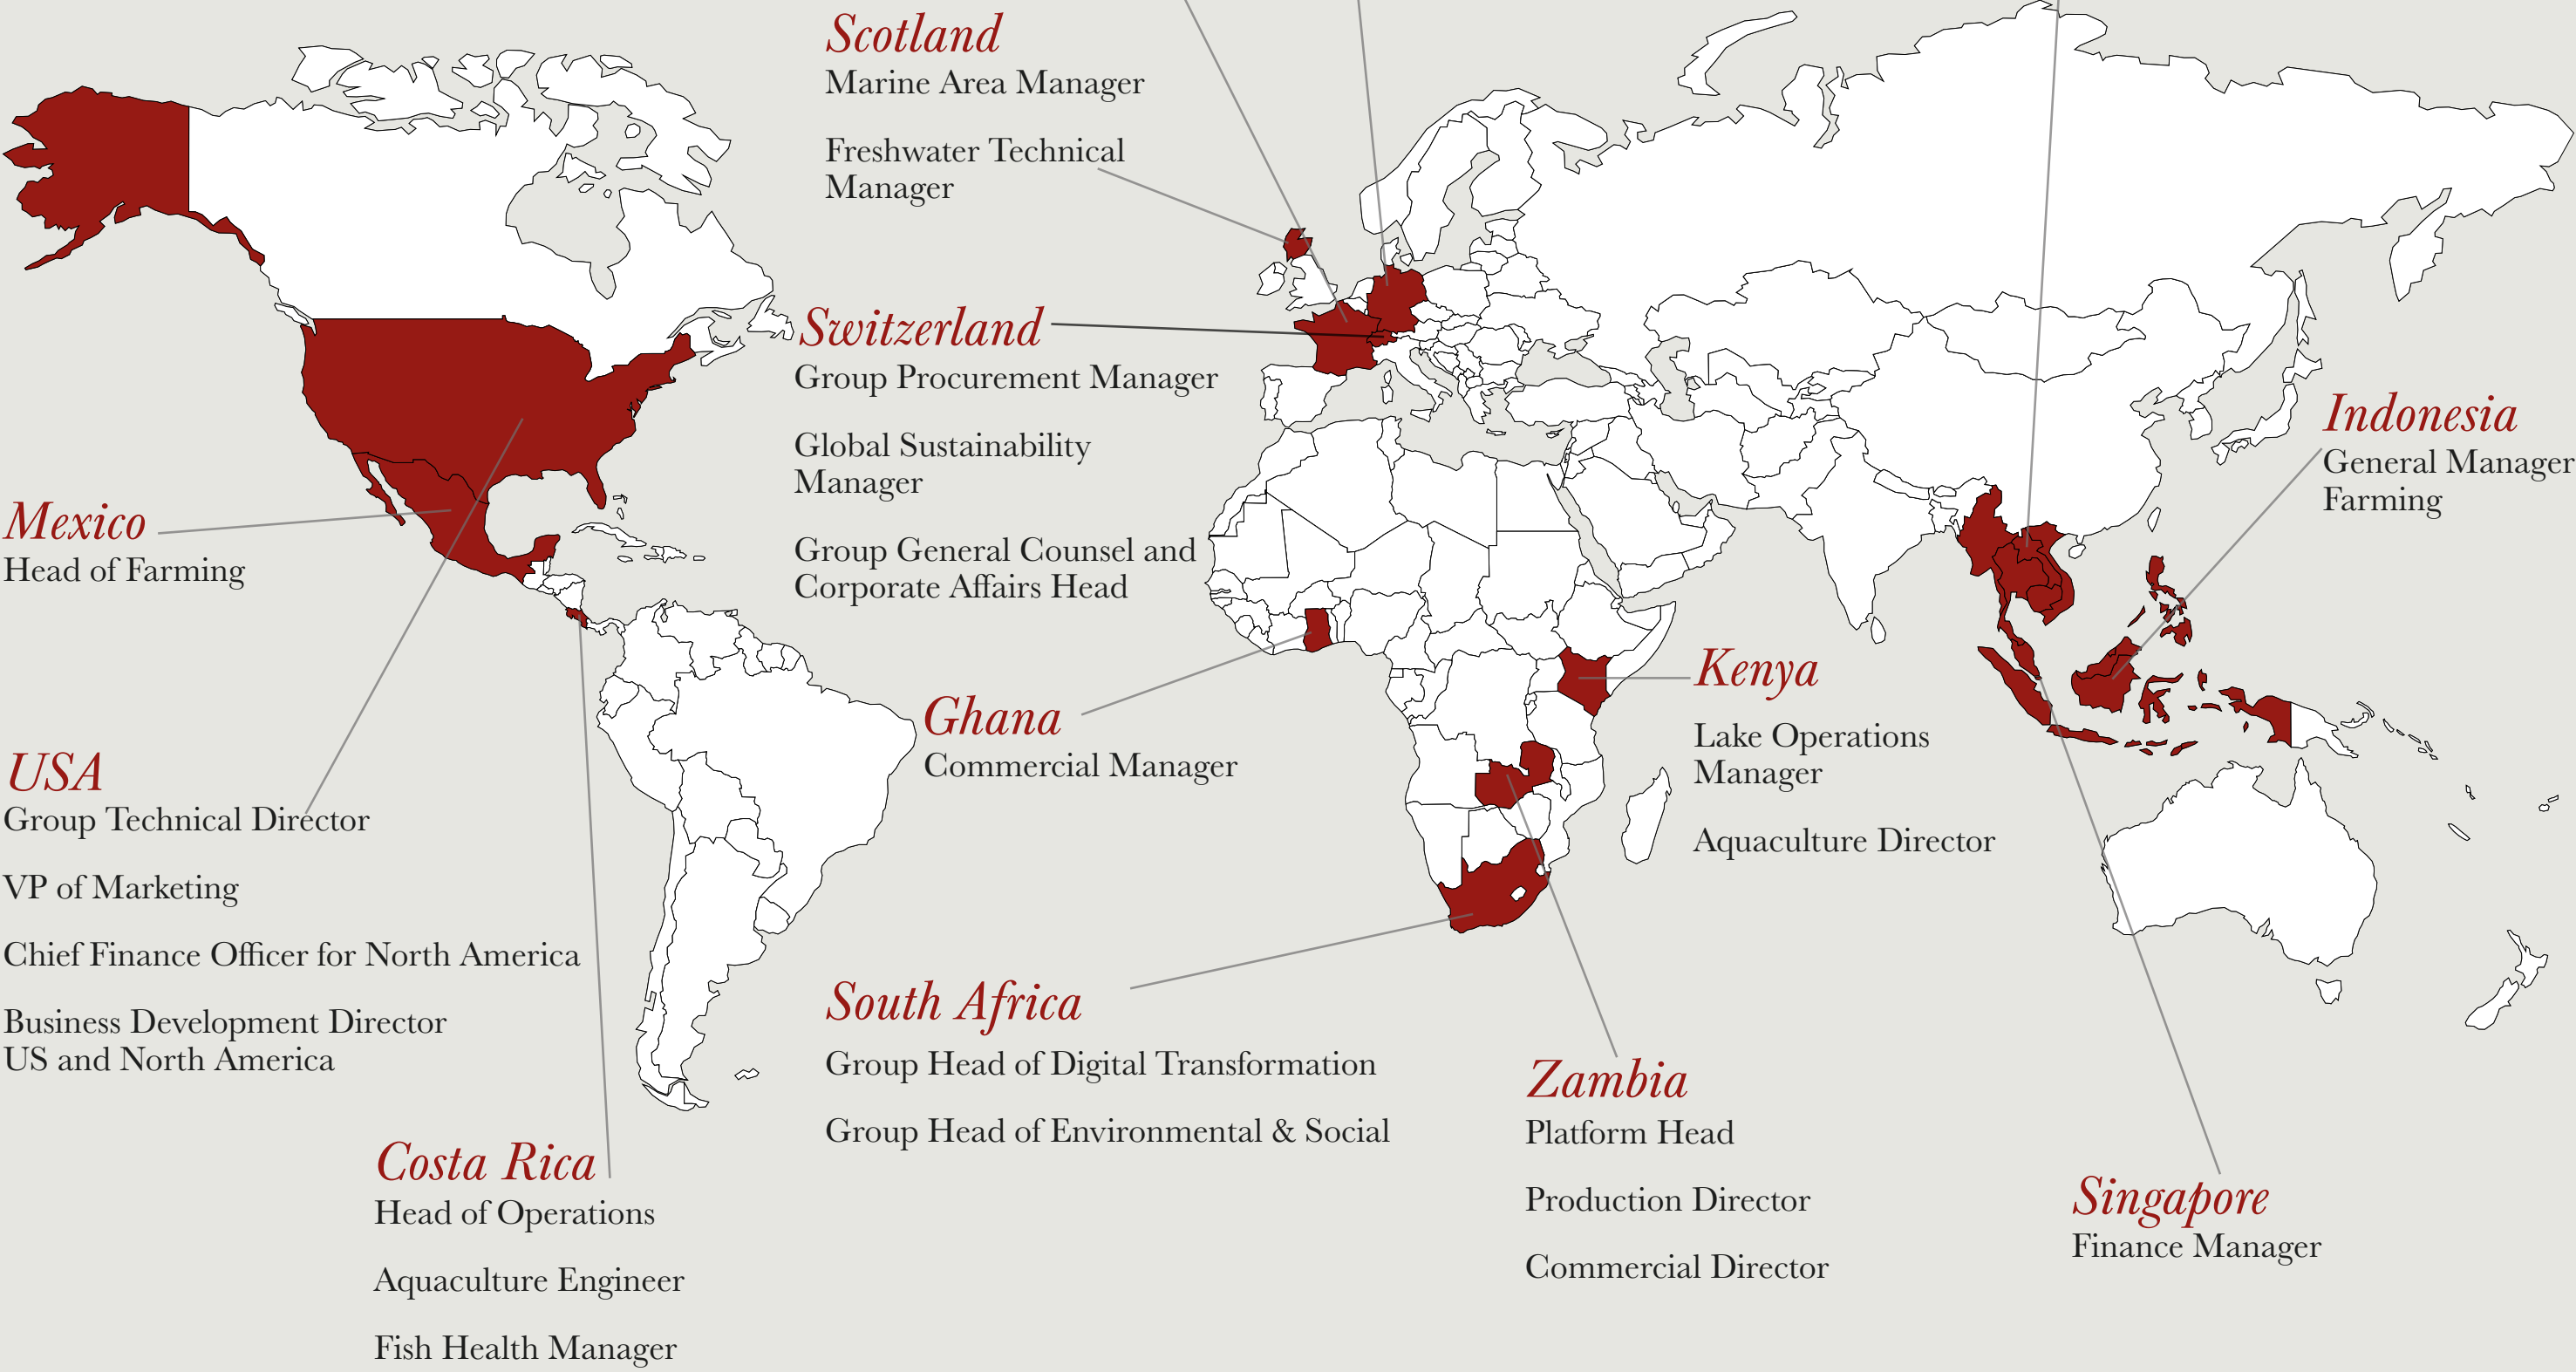 Scotland
Marine Area Manager
Freshwater Technical
Manager
Switzerland
Group Procurement Manager
Global Sustainability
Manager
Group General Counsel and
Corporate Affairs Head
Indonesia
General Manager
Farming
Mexico
Head of Farming
Kenya
Lake Operations
Manager
Aquaculture Director
Ghana
Commercial Manager
USA
Group Technical Director
VP of Marketing
Chief Finance Officer for North America
Business Development Director
US and North America
South Africa
Group Head of Digital Transformation
Group Head of Environmental & Social
Zambia
Platform Head
Production Director
Commercial Director
Costa Rica
Head of Operations
Aquaculture Engineer
Fish Health Manager
Singapore
Finance Manager